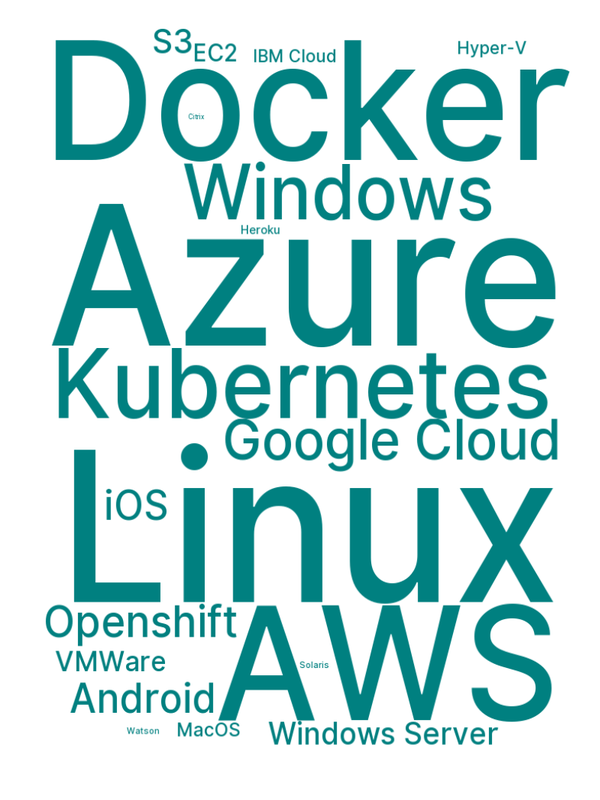 S3
EC2
IBM Cloud
Hyper-V
Docker
Citrix
Windows
Heroku
Azure
Kubernetes
Google Cloud
Linux
iOS
Openshift
AWS
VMWare
Solaris
Android
Watson
MacOS
Windows Server